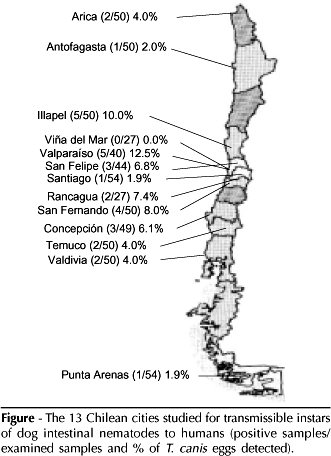 Arica (2/50) 4.0%
Antofagasta (1/50) 2.0%
Illapel (5/50) 10.0%
Viña del Mar (0/27) 0.0%
Valparaíso (5/40) 12.5%
San Felipe (3/44) 6.8%
Santiago (1/54) 1.9%
Rancagua (2/27) 7.4%
San Fernando (4/50) 8.0%
Concepción (3/49) 6.1%
Temuco (2/50) 4.0%
Valdivia (2/50) 4.0%
Punta Arenas (1/54) 1.9%
Figure - The 13 Chilean cities studied for transmissible instars
of dog intestinal nematodes to humans (positive samples/
examined samples and % of T. canis eggs detected).